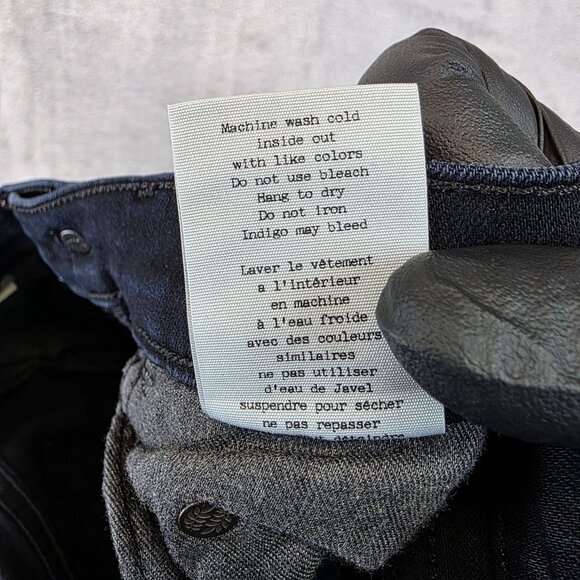 Machine wash cold
inside out
with like colors
Do not use bleach
Hang to dry
Do not iron
Indigo may bleed
Laver le vêtement
a l'intérieur
en machine
à l'eau froide
avec des couleurs
similaires
ne pas utiliser
d'eau de Javel
suspendre pour sécher
ne pas repasser
déteindre